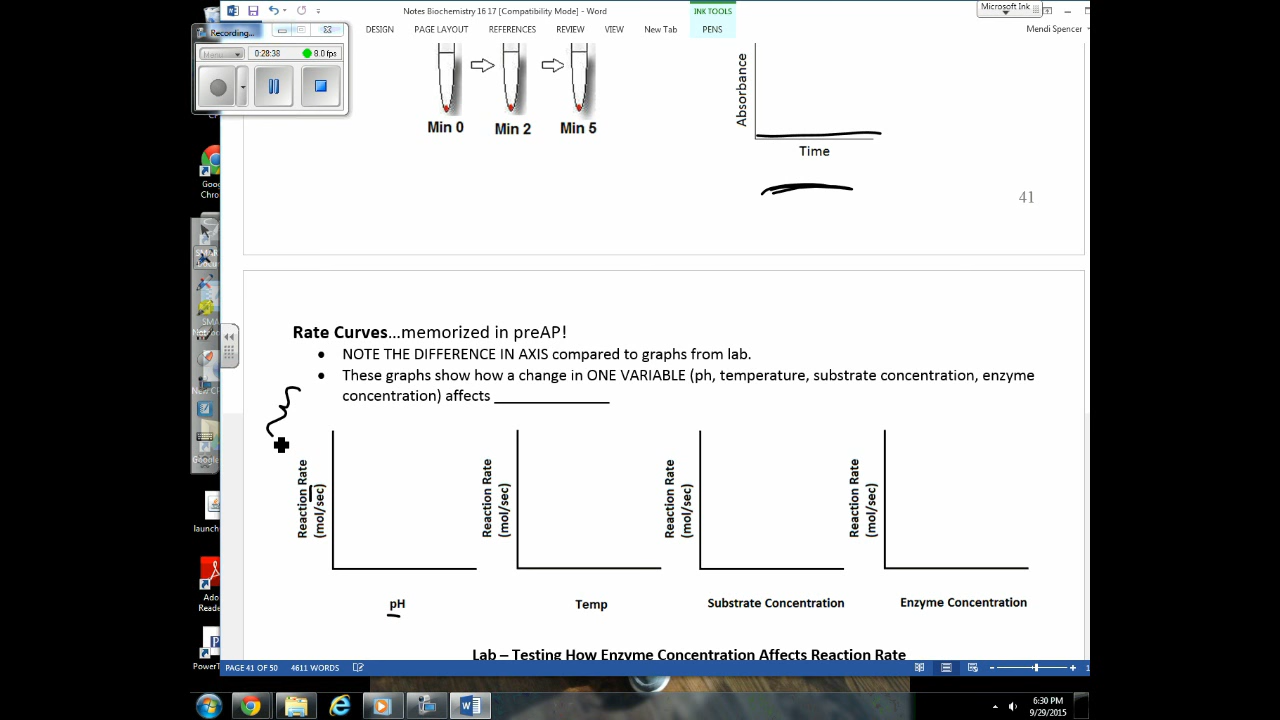 Notes Biochemistry 16 17 [Compatibility Mode] - Word
INK TOOLS
Microsoft Ink
DESIGN PAGE LAYOUT REFERENCES REVIEW VIEW New Tab PENS
Mendi Spencer
Recording...
Menu 0:28:38 8.0 fps
Min 0 Min 2 Min 5
Absorbance
Time
41
Rate Curves...memorized in preAP!
• NOTE THE DIFFERENCE IN AXIS compared to graphs from lab.
• These graphs show how a change in ONE VARIABLE (ph, temperature, substrate concentration, enzyme
concentration) affects ______________
Reaction Rate
(mol/sec)
Reaction Rate
(mol/sec)
Reaction Rate
(mol/sec)
Reaction Rate
(mol/sec)
pH
Temp
Substrate Concentration
Enzyme Concentration
Lab – Testing How Enzyme Concentration Affects Reaction Rate
PAGE 41 OF 50 4611 WORDS
6:30 PM
9/29/2015